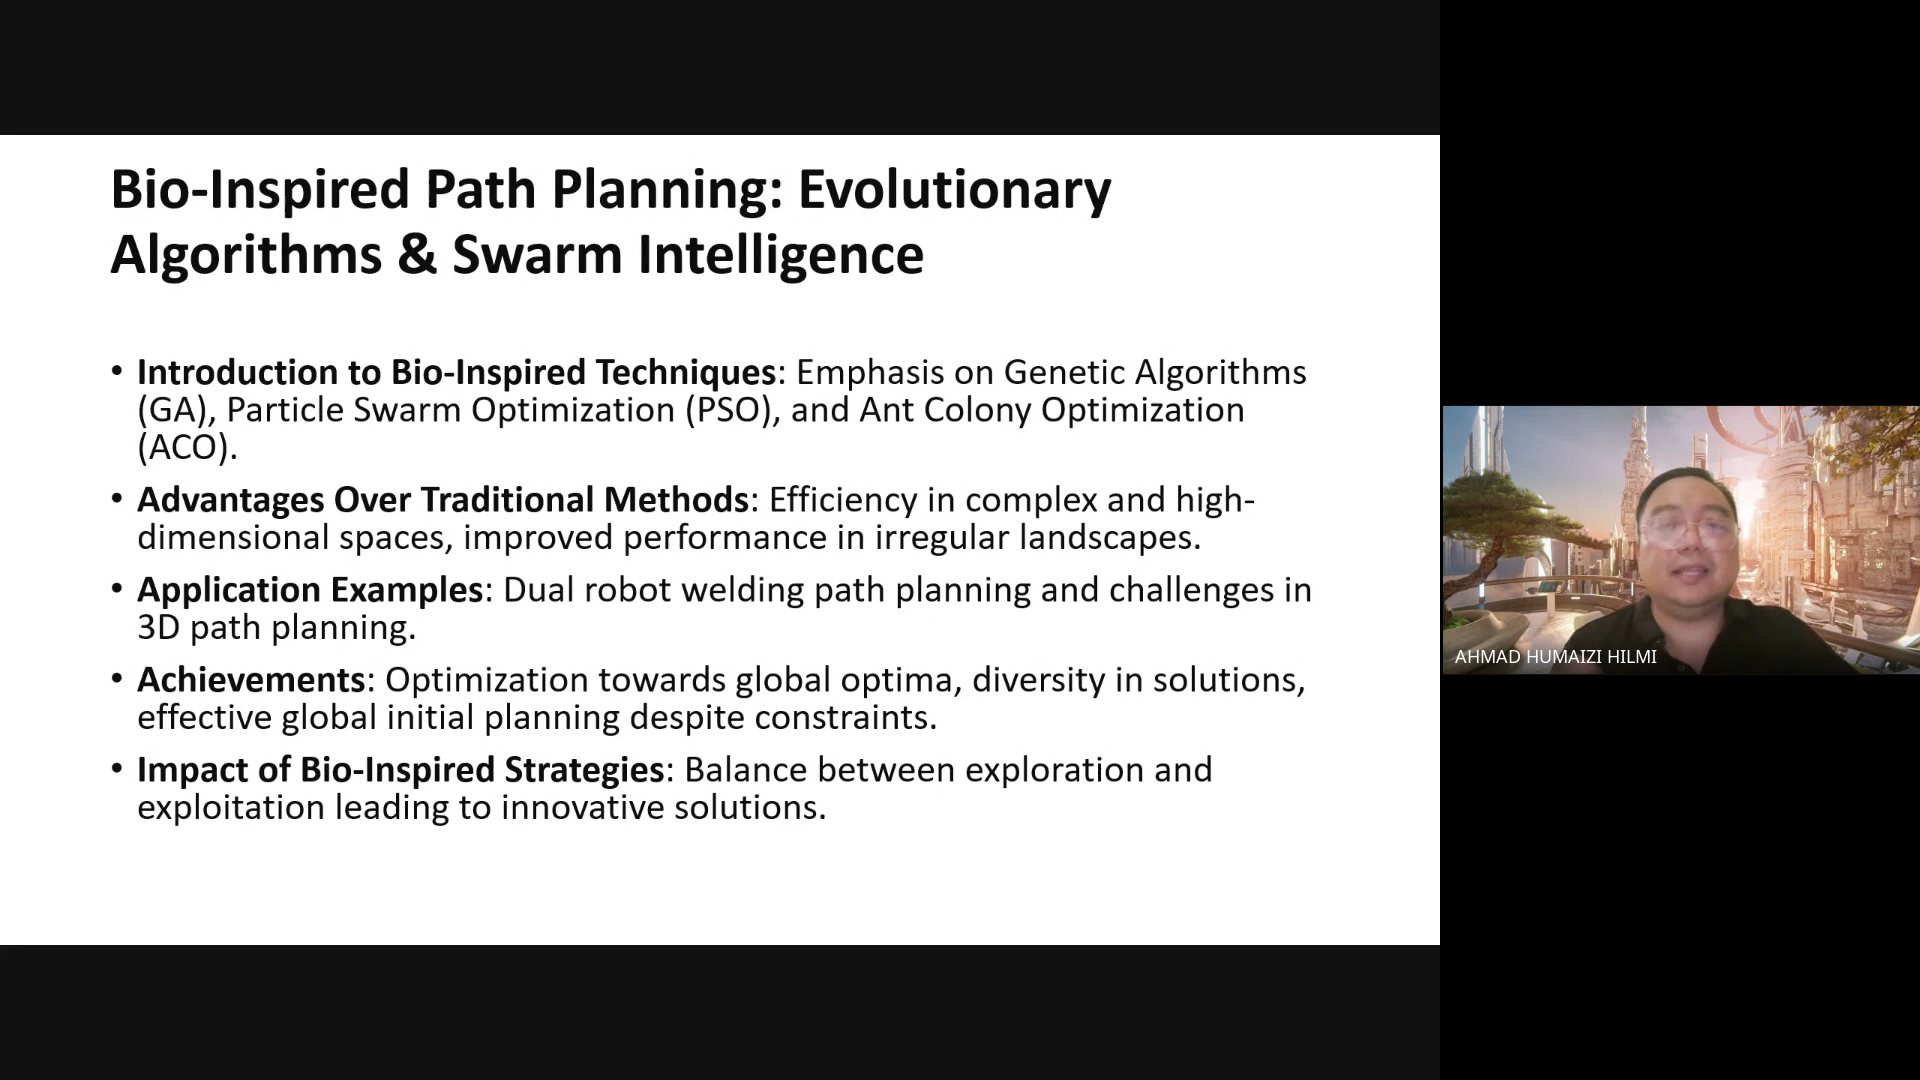 Bio-Inspired Path Planning: Evolutionary
Algorithms & Swarm Intelligence
• Introduction to Bio-Inspired Techniques: Emphasis on Genetic Algorithms
(GA), Particle Swarm Optimization (PSO), and Ant Colony Optimization
(ACO).
• Advantages Over Traditional Methods: Efficiency in complex and high-
dimensional spaces, improved performance in irregular landscapes.
• Application Examples: Dual robot welding path planning and challenges in
3D path planning.
• Achievements: Optimization towards global optima, diversity in solutions,
effective global initial planning despite constraints.
• Impact of Bio-Inspired Strategies: Balance between exploration and
exploitation leading to innovative solutions.
AHMAD HUMAIZI HILMI